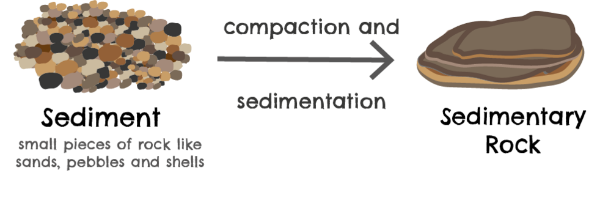 compaction and
sedimentation
Sediment
small pieces of rock like
sands, pebbles and shells
Sedimentary
Rock